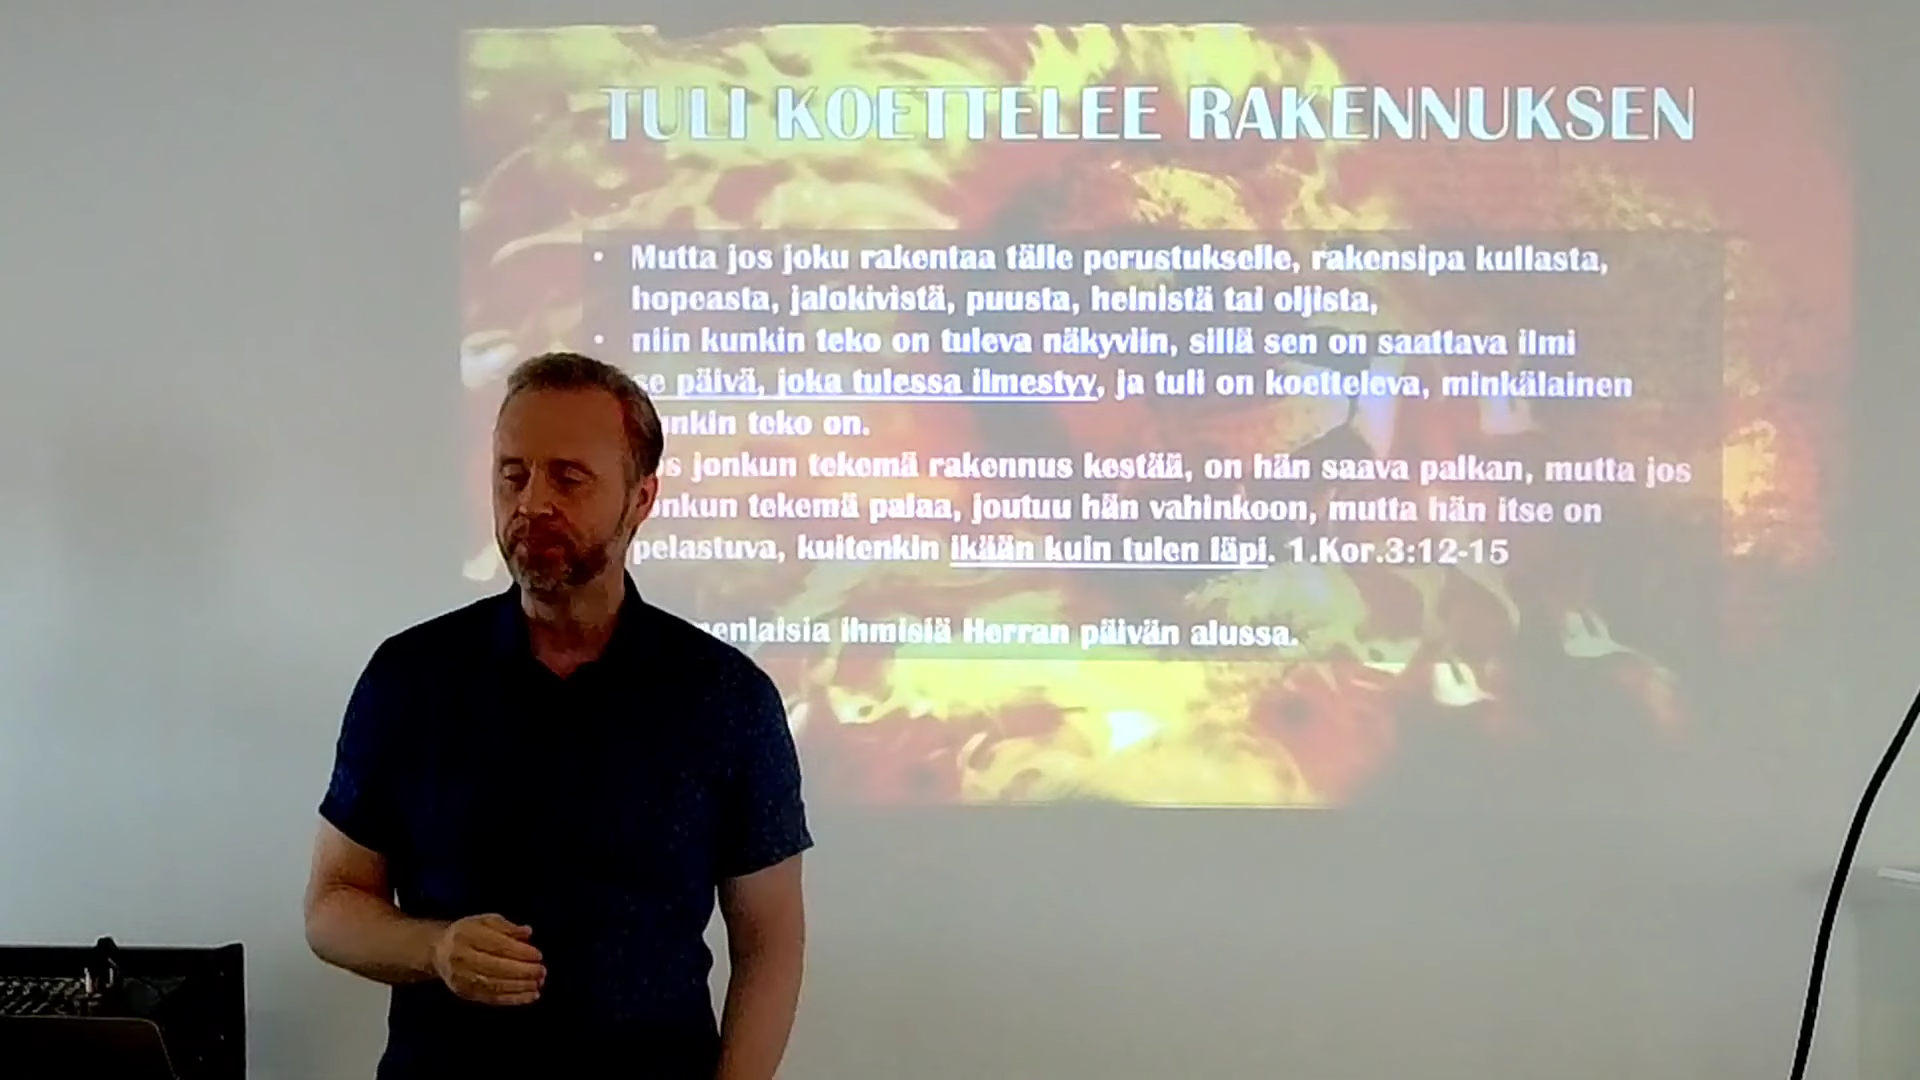 TULI KOETTELEE RAKENNUKSEN
• Mutta jos joku rakentaa tälle perustukselle, rakensipa kullasta,
hopeasta, jalokivistä, puusta, heinistä tai oljista,
• niin kunkin teko on tuleva näkyviin, sillä sen on saattava ilmi
se päivä, joka tulessa ilmestyy, ja tuli on koetteleva, minkälainen
teko on.
jonkun tekemä rakennus kestää, on hän saava palkan, mutta jos
tekemä palaa, joutuu hän vahinkoon, mutta hän itse on
pelastuva, kuitenkin ikään kuin tulen läpi. 1.Kor.3:12-15
ihmisiä Herran päivän alussa.